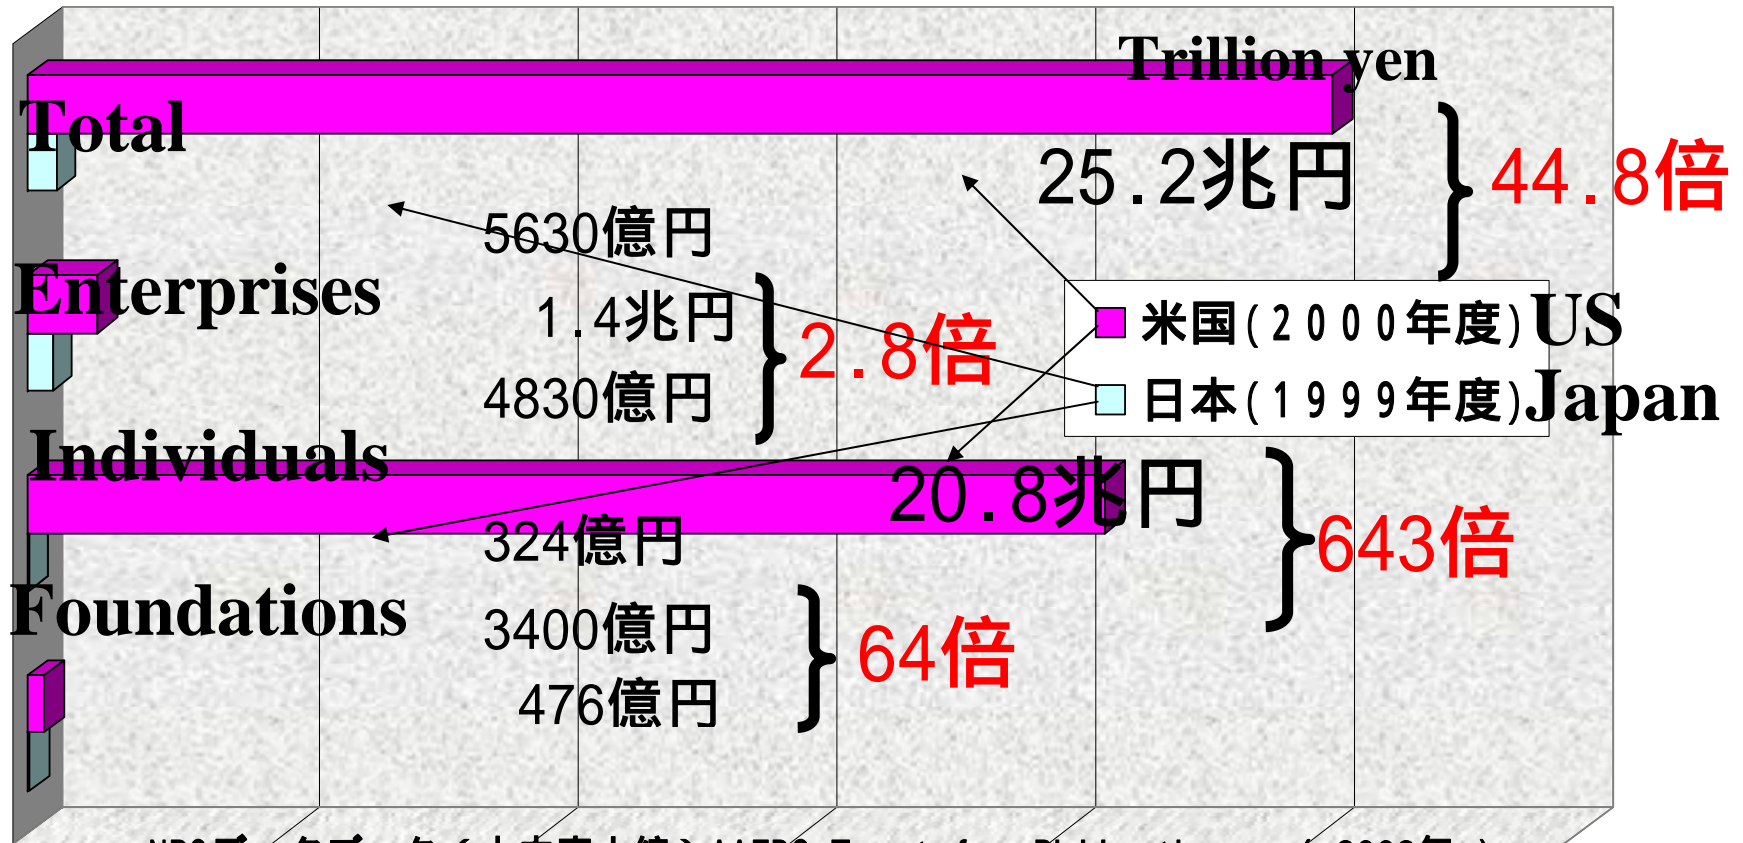 Trillion yen
Total
25.2兆円
44.8倍
5630億円
Enterprises
1.4兆円
2.8倍
4830億円
米国(2000年度)US
日本(1999年度)Japan
Individuals
20.8兆円
643倍
324億円
Foundations
3400億円
64倍
476億円